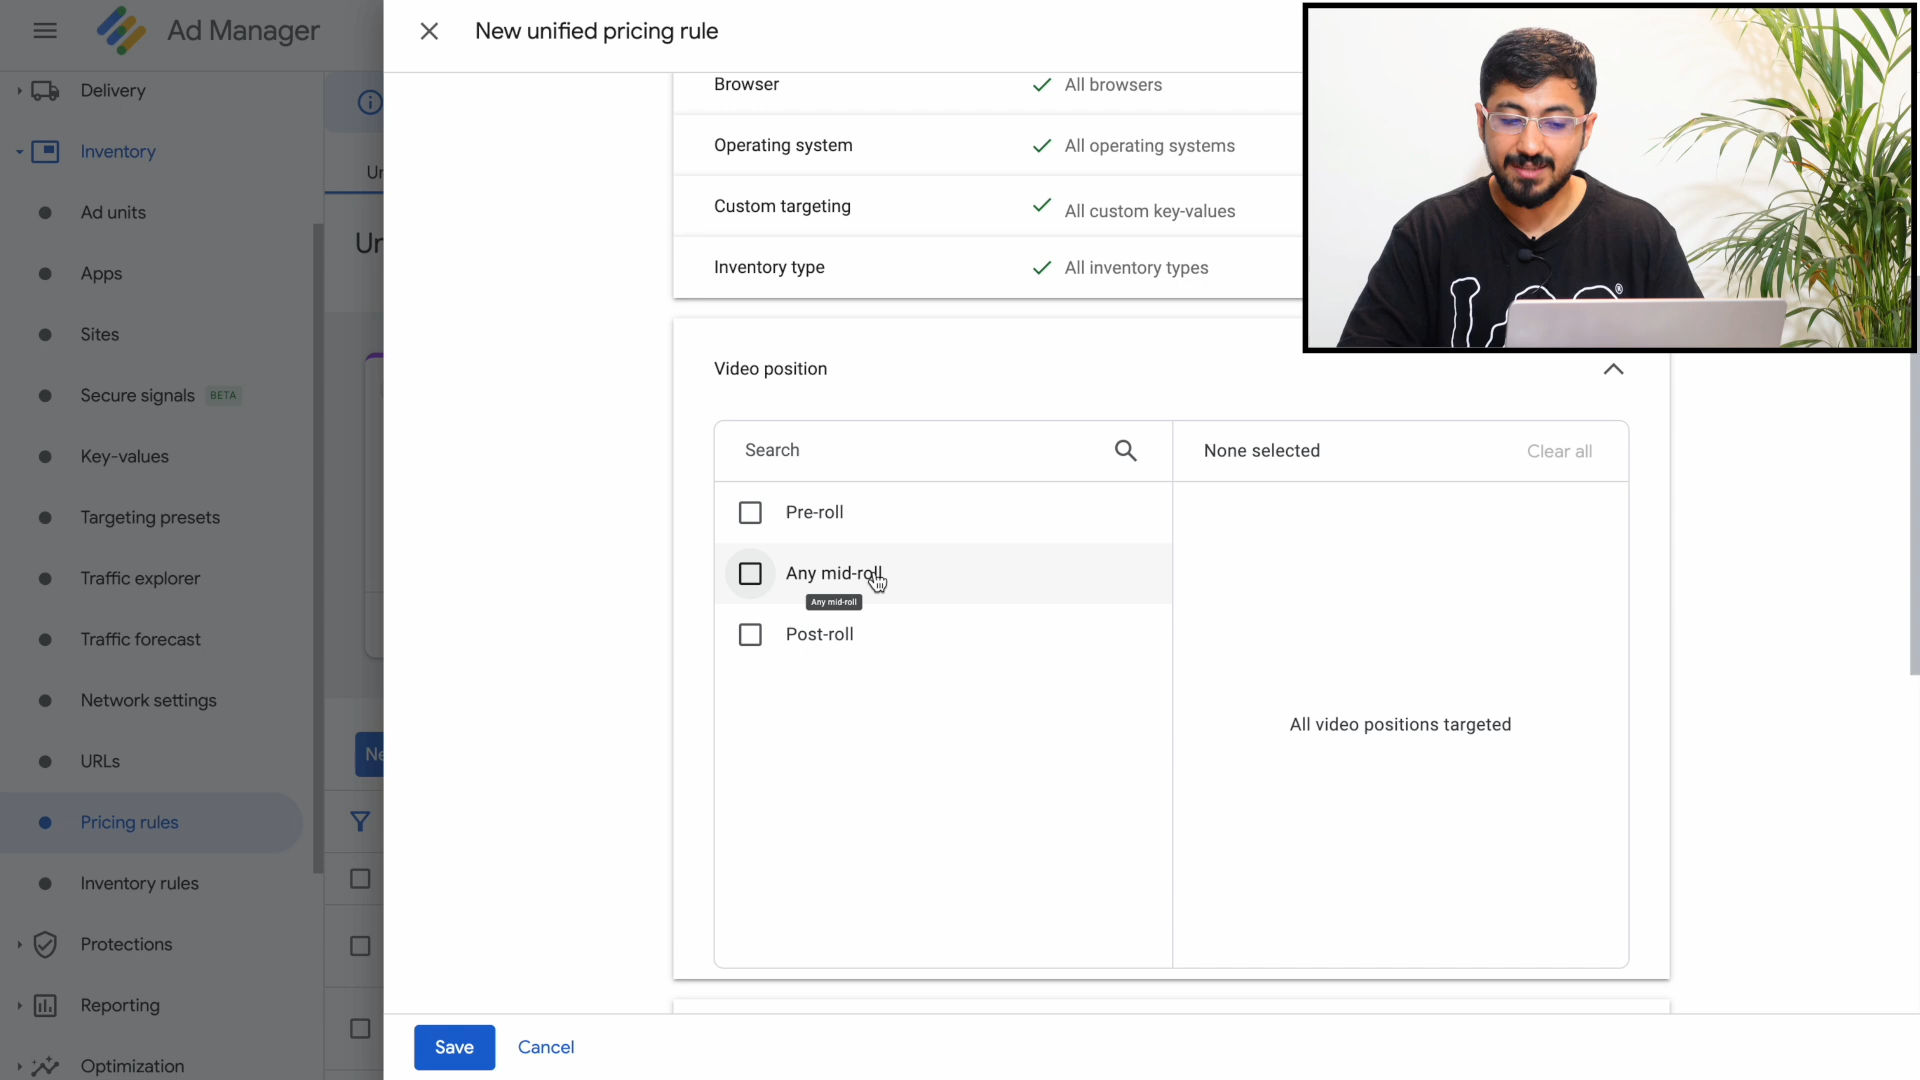 Ad Manager
New unified pricing rule
Delivery
Inventory
Ad units
Apps
Sites
Secure signals BETA
Key-values
Targeting presets
Traffic explorer
Traffic forecast
Network settings
URLs
Pricing rules
Inventory rules
Protections
Reporting
Optimization
Ur
Ur
Ne
Browser
All browsers
Operating system
All operating systems
Custom targeting
All custom key-values
Inventory type
All inventory types
Video position
Search
None selected
Clear all
Pre-roll
Any mid-roll
Any mid-roll
Post-roll
All video positions targeted
Save
Cancel